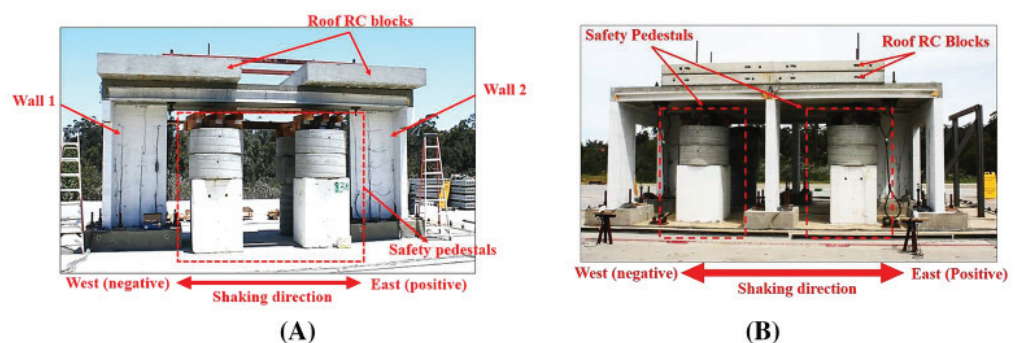 Roof RC blocks
Wall 1
Wall 2
Safety pedestals
West (negative)
East (positive)
Shaking direction
(A)
Safety Pedestals
Roof RC Blocks
West (negative)
East (Positive)
Shaking direction
(B)